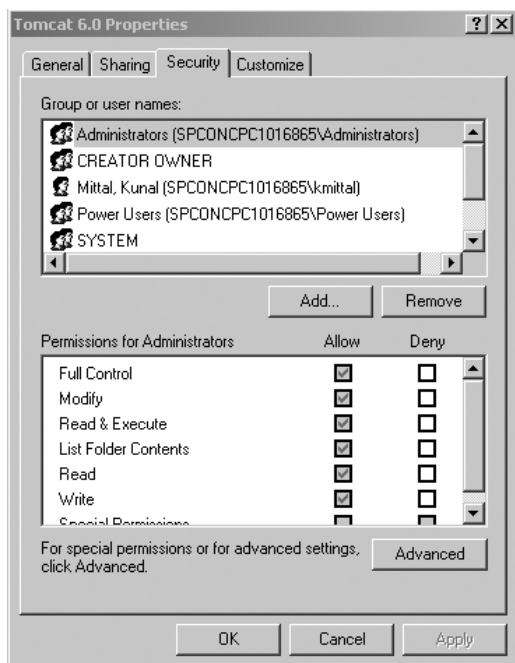 Tomcat 6.0 Properties
General Sharing Security Customize
Group or user names:
Administrators (SPCONCPC1016865\Administrators)
CREATOR OWNER
Mittal, Kunal (SPCONCPC1016865\kmittal)
Power Users (SPCONCPC1016865\Power Users)
SYSTEM
Add... Remove
Permissions for Administrators Allow Deny
Full Control
Modify
Read & Execute
List Folder Contents
Read
Write
Special Permissions
For special permissions or for advanced settings, Advanced
click Advanced.
OK Cancel Apply